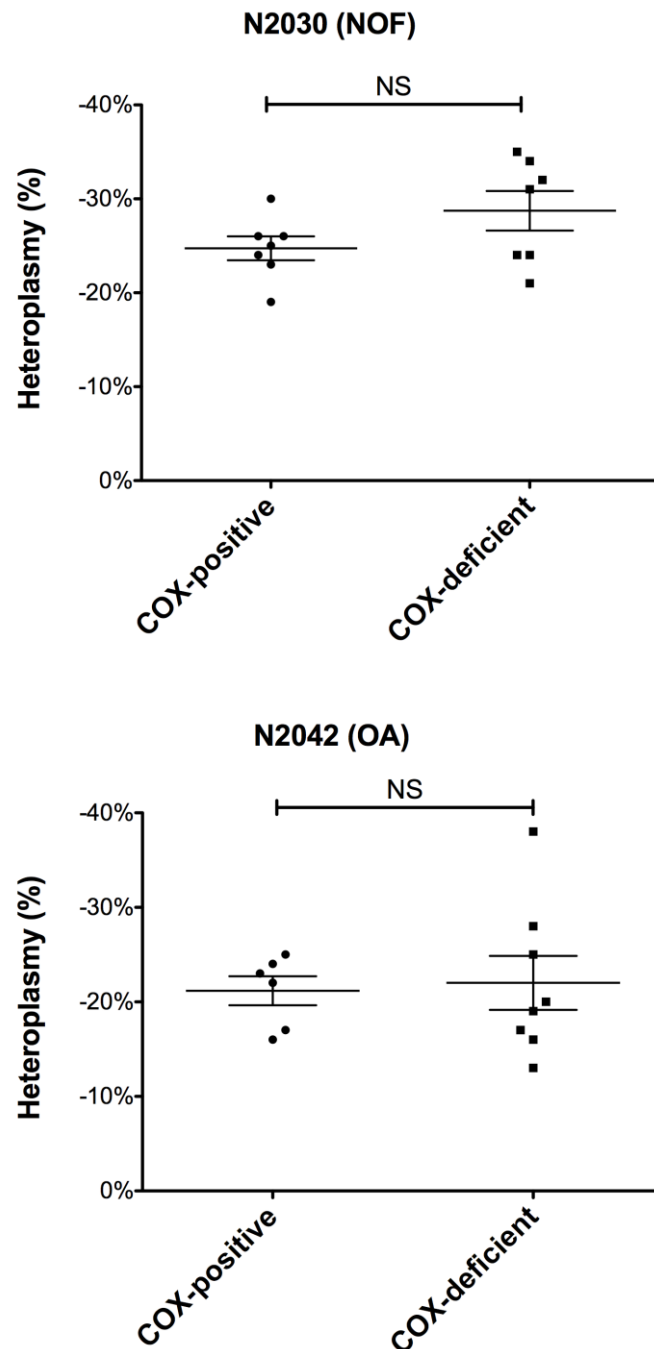 N2030 (NOF)
NS
-40%
-30%
-20%
-10%
0%
Heteroplasmy (%)
COX-positive
COX-deficient
N2042 (OA)
NS
-40%
-30%
-20%
-10%
0%
Heteroplasmy (%)
COX-positive
COX-deficient